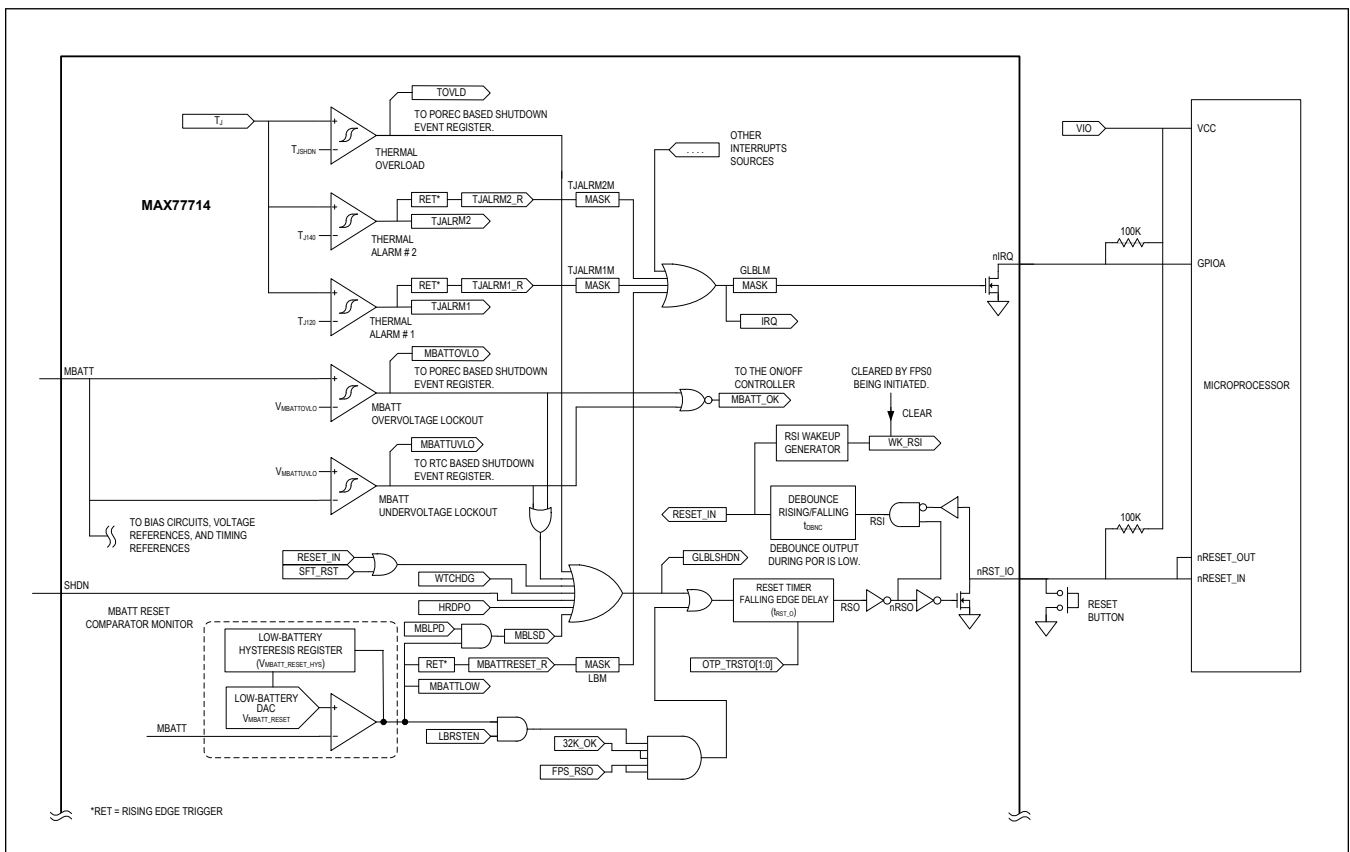 TOVLD
TO POREC BASED SHUTDOWN
EVENT REGISTER.
TJ
TJSHDN
THERMAL
OVERLOAD
OTHER
INTERRUPTS
SOURCES
....
VIO
VCC
MAX77714
RET*
TJALRM2_R
TJALRM2M
MASK
TJALRM2
TJ140
THERMAL
ALARM # 2
100K
nIRQ
GPIOA
RET*
TJALRM1_R
TJALRM1M
MASK
GLBLM
MASK
TJALRM1
IRQ
TJ120
THERMAL
ALARM # 1
MBATTOVLO
TO POREC BASED SHUTDOWN
EVENT REGISTER.
MBATT
VMBATTOVLO
MBATT
OVERVOLTAGE LOCKOUT
TO THE ON/OFF
CONTROLLER
MBATT_OK
CLEARED BY FPS0
BEING INITIATED.
CLEAR
MICROPROCESSOR
MBATTUVLO
TO RTC BASED SHUTDOWN
EVENT REGISTER.
VMBATTUVLO
MBATT
UNDERVOLTAGE LOCKOUT
RSI WAKEUP
GENERATOR
WK_RSI
TO BIAS CIRCUITS, VOLTAGE
REFERENCES, AND TIMING
REFERENCES
RESET_IN
DEBOUNCE
RISING/FALLING
tDBNC
RSI
DEBOUNCE OUTPUT
DURING POR IS LOW.
100K
RESET_IN
SFT_RST
GLBLSHDN
nRST_IO
nRESET_OUT
nRESET_IN
WTCHDG
SHDN
HRDPO
RESET TIMER
FALLING EDGE DELAY
(tRST_O)
RSO
nRSO
RESET
BUTTON
MBATT RESET
COMPARATOR MONITOR
MBLPD
MBLSD
LOW-BATTERY
HYSTERESIS REGISTER
(VMBATT_RESET_HYS)
RET*
MBATTRESET_R
MASK
LBM
OTP_TRSTO[1:0]
MBATTLOW
LOW-BATTERY
DAC
VMBATT_RESET
MBATT
LBRSTEN
32K_OK
FPS_RSO
*RET = RISING EDGE TRIGGER